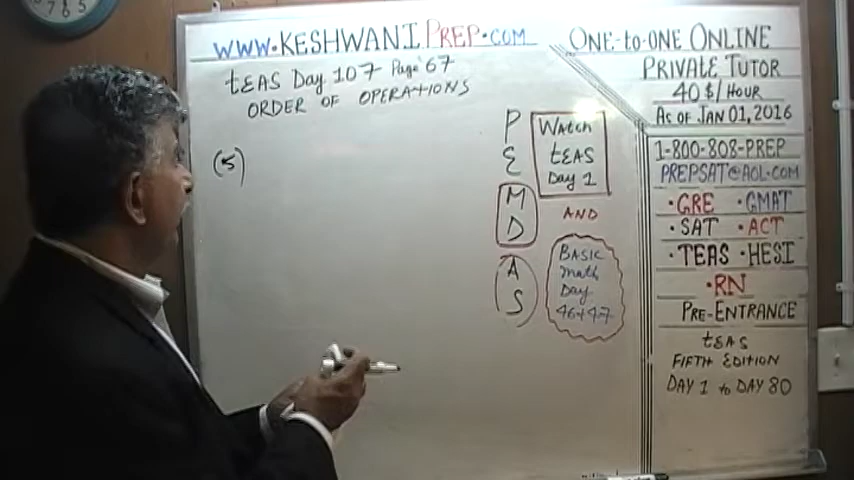 www.KESHWANIPREP.COM
tEAS Day 107 Page 67
ORDER OF OPERATIONS
(5)
P
E
M
D
A
S
Watch
tEAS
Day 1
AND
BASIC
math
Day
46+47
ONE-to-ONE ONLINE
PRIVATE TUTOR
40 $/HOUR
AS OF JAN 01, 2016
1-800-808-PREP
PREPSAT@AOL.COM
•GRE •GMAT
•SAT •ACT
•TEAS •HESI
•RN
PRE-ENTRANCE
tEAS
FIFTH EDITION
DAY 1 to DAY 80